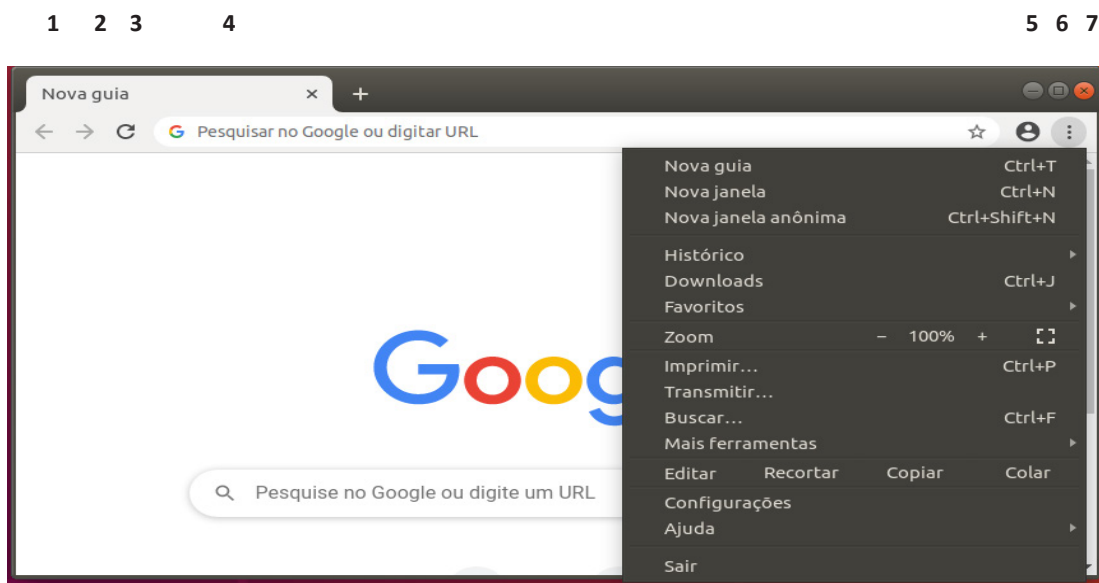 1 2 3 4 5 6 7
Nova guia
Pesquisar no Google ou digitar URL
Nova guia Ctrl+T
Nova janela Ctrl+N
Nova janela anônima Ctrl+Shift+N
Histórico
Downloads Ctrl+J
Favoritos
Zoom – 100% +
Imprimir... Ctrl+P
Transmitir...
Buscar... Ctrl+F
Mais ferramentas
Editar Recortar Copiar Colar
Configurações
Ajuda
Sair
Goog
Pesquise no Google ou digite um URL